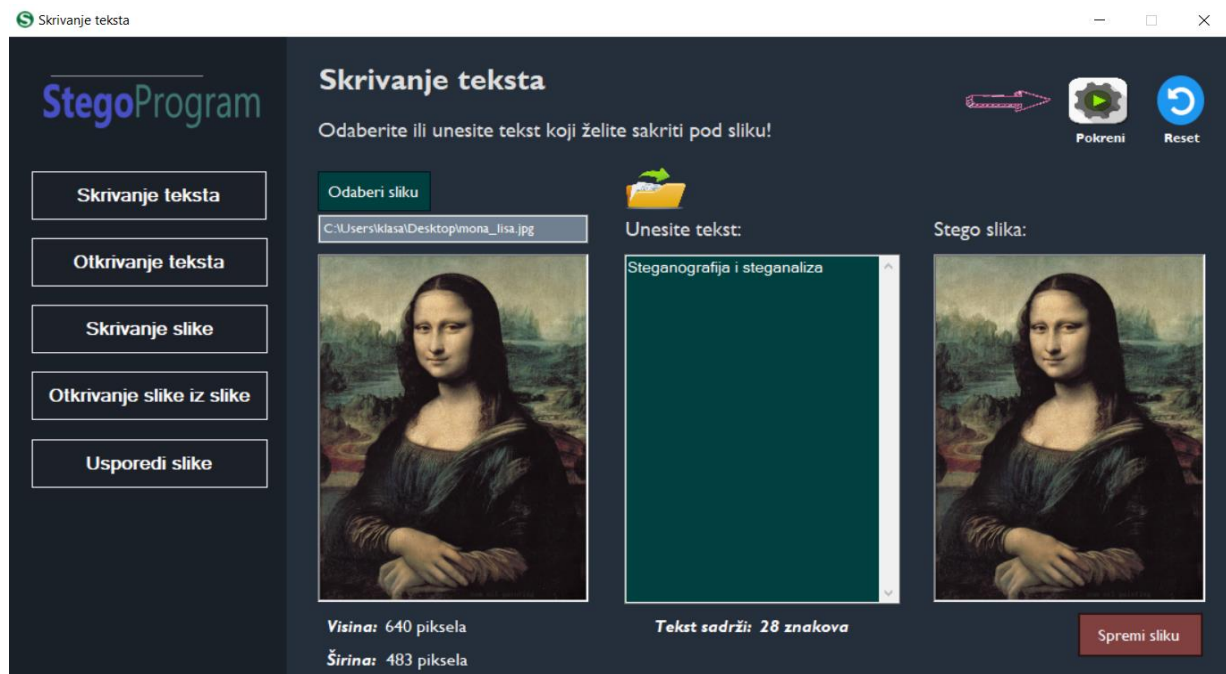 Skrivanje teksta
StegoProgram
Skrivanje teksta
Otkrivanje teksta
Skrivanje slike
Otkrivanje slike iz slike
Usporedi slike
Skrivanje teksta
Odaberite ili unesite tekst koji želite sakriti pod sliku!
Pokreni
Reset
Odaberi sliku
C:\Users\klasa\Desktop\mona_lisa.jpg
Unesite tekst:
Stego slika:
Steganografija i steganaliza
Visina: 640 piksela
Širina: 483 piksela
Tekst sadrži: 28 znakova
Spremi sliku